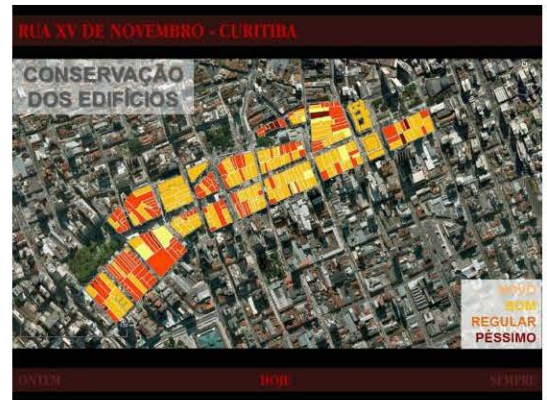 RUA XV DE NOVEMBRO - CURITIBA
CONSERVAÇÃO
DOS EDIFÍCIOS
NOVO
BOM
REGULAR
PÉSSIMO
ONTEM HOJE SEMPRE